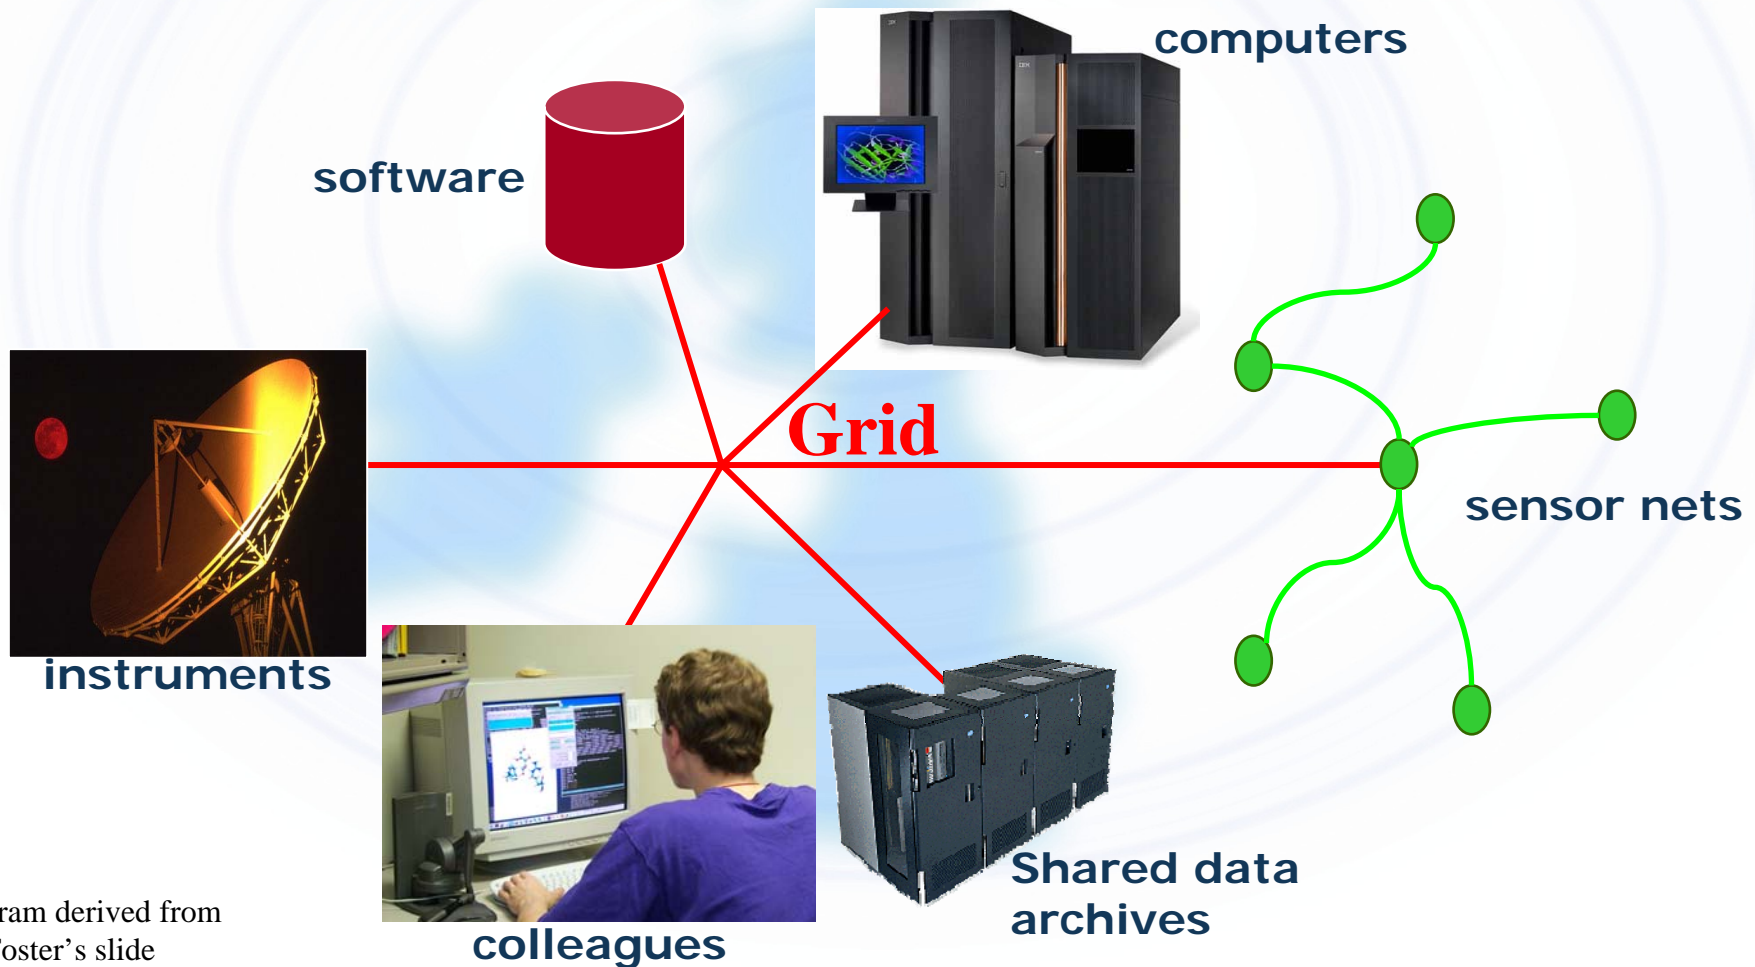 computers
software
Grid
sensor nets
instruments
Shared data
archives
ram derived from
oster's slide
colleagues